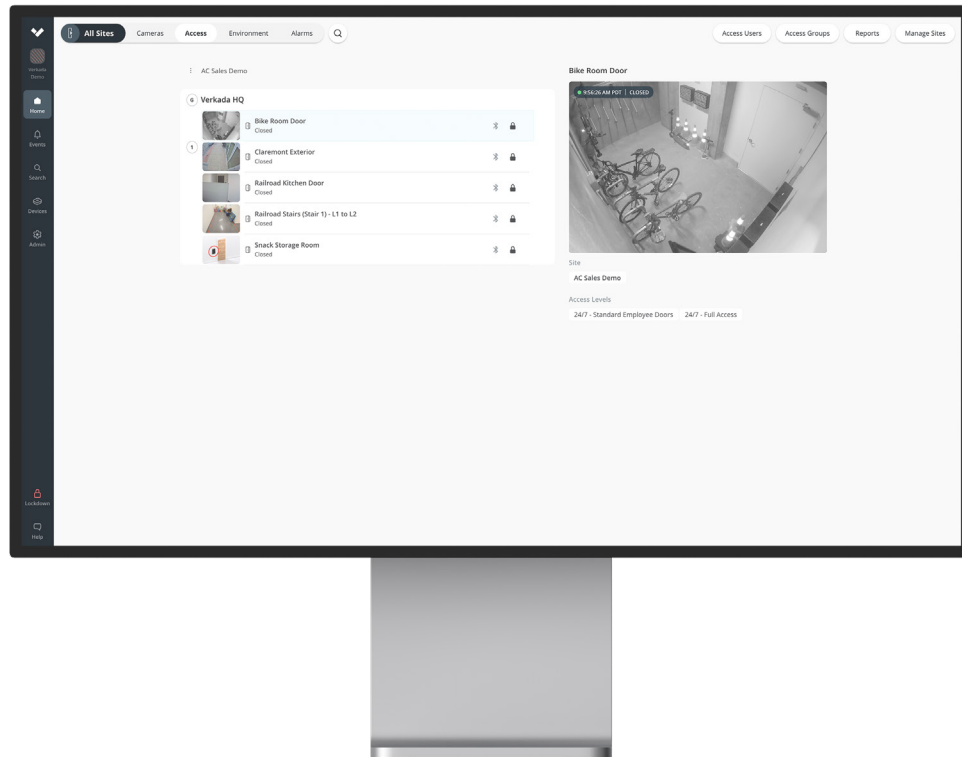 All Sites
Cameras
Access
Environment
Alarms
Access Users
Access Groups
Reports
Manage Sites
Verkada
Demo
Home
Events
Search
Devices
Admin
Lockdown
Help
AC Sales Demo
6 Verkada HQ
Bike Room Door
Closed
1
Claremont Exterior
Closed
Railroad Kitchen Door
Closed
Railroad Stairs (Stair 1) - L1 to L2
Closed
Snack Storage Room
Closed
Bike Room Door
9:56:26 AM PDT | CLOSED
Site
AC Sales Demo
Access Levels
24/7 - Standard Employee Doors
24/7 - Full Access